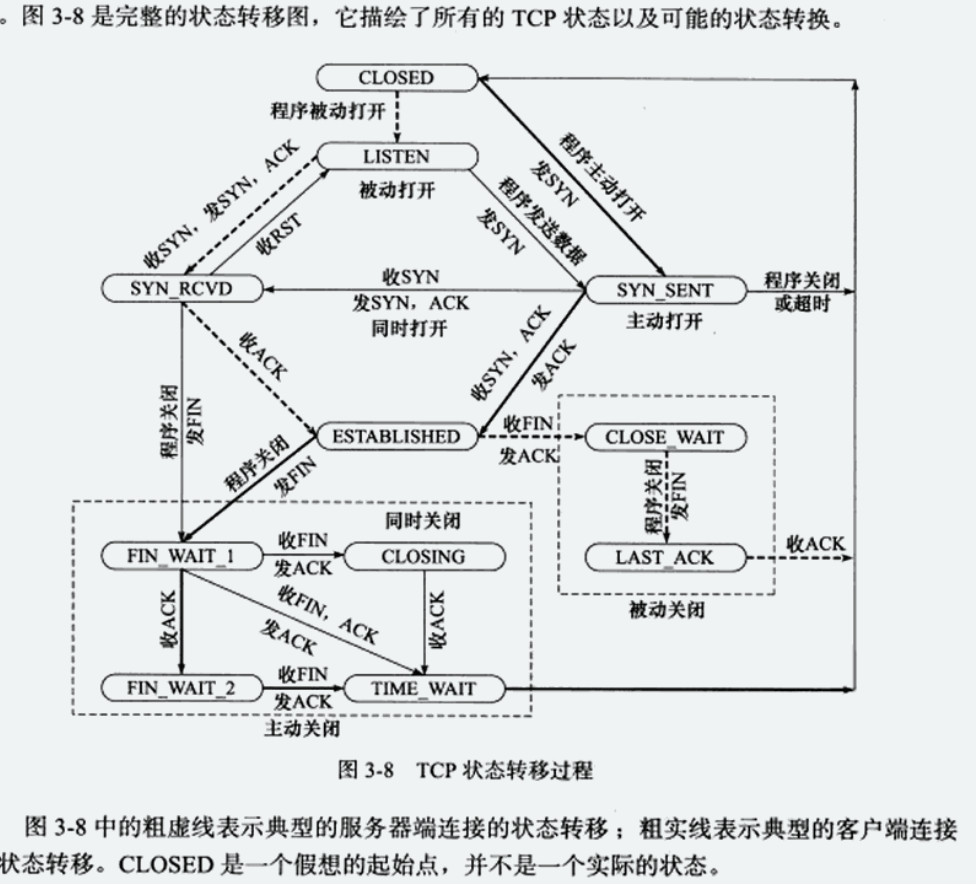 。图 3-8 是完整的状态转移图，它描绘了所有的 TCP 状态以及可能的状态转换。
CLOSED
程序被动打开
LISTEN
被动打开
收SYN，发SYN，ACK
收RST
程序发送数据
发SYN
程序主动打开
发SYN
SYN_RCVD
收SYN
发SYN，ACK
同时打开
SYN_SENT
主动打开
程序关闭
或超时
收ACK
收SYN，ACK
发ACK
程序关闭
发FIN
ESTABLISHED
收FIN
发ACK
CLOSE_WAIT
程序关闭
发FIN
程序关闭
发FIN
LAST_ACK
收ACK
被动关闭
同时关闭
FIN_WAIT_1
收FIN
发ACK
CLOSING
收ACK
收FIN，ACK
发ACK
收ACK
FIN_WAIT_2
收FIN
发ACK
TIME_WAIT
主动关闭
图 3-8 TCP 状态转移过程
图 3-8 中的粗虚线表示典型的服务器端连接的状态转移；粗实线表示典型的客户端连接
状态转移。CLOSED 是一个假想的起始点，并不是一个实际的状态。